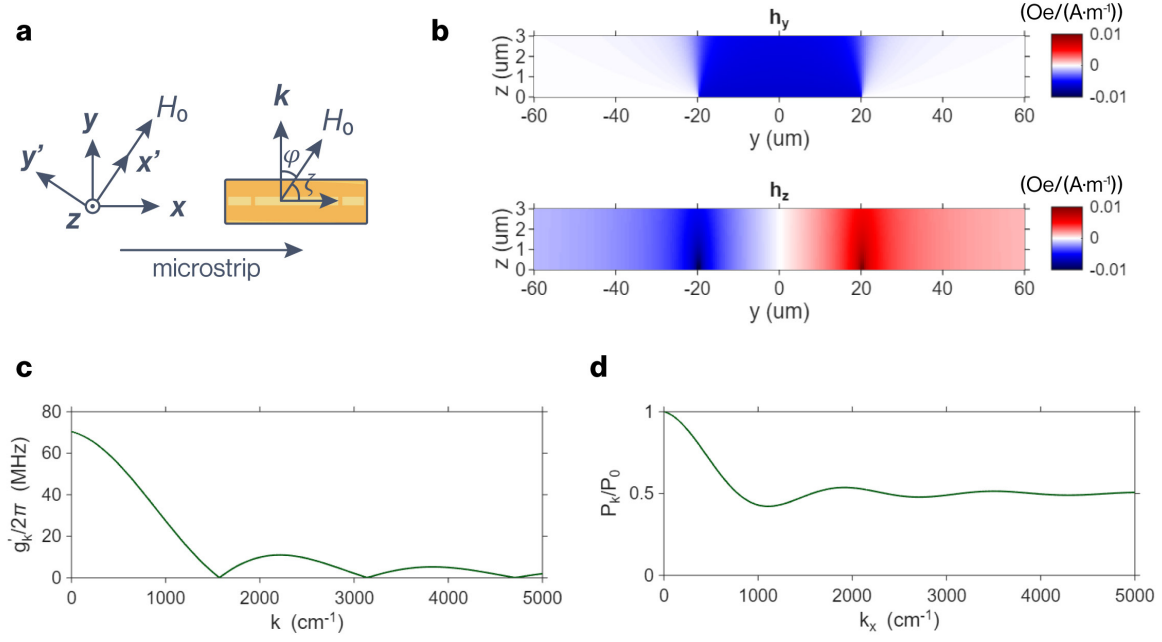 a
y
H₀
y'
x'
z
x
k
H₀
φ
ζ
microstrip
b
h_y
(Oe/(A·m⁻¹))
z (um)
3
2
1
0
-60 -40 -20 0 20 40 60
y (um)
0.01
0
-0.01
h_z
(Oe/(A·m⁻¹))
z (um)
3
2
1
0
-60 -40 -20 0 20 40 60
y (um)
0.01
0
-0.01
c
g'_k/2π (MHz)
80
60
40
20
0
0 1000 2000 3000 4000 5000
k (cm⁻¹)
d
P_k/P₀
1
0.5
0
0 1000 2000 3000 4000 5000
k_x (cm⁻¹)